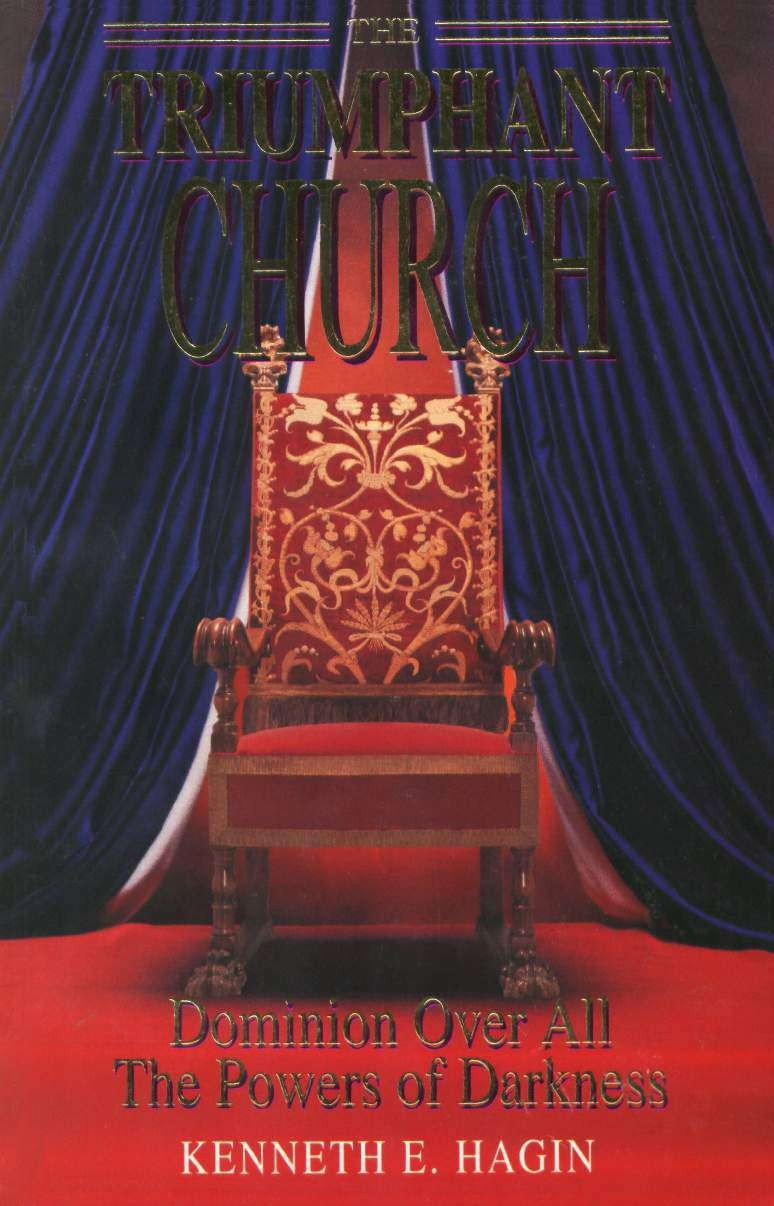 THE
TRIUMPHANT
CHURCH
Dominion Over All
The Powers of Darkness
KENNETH E. HAGIN